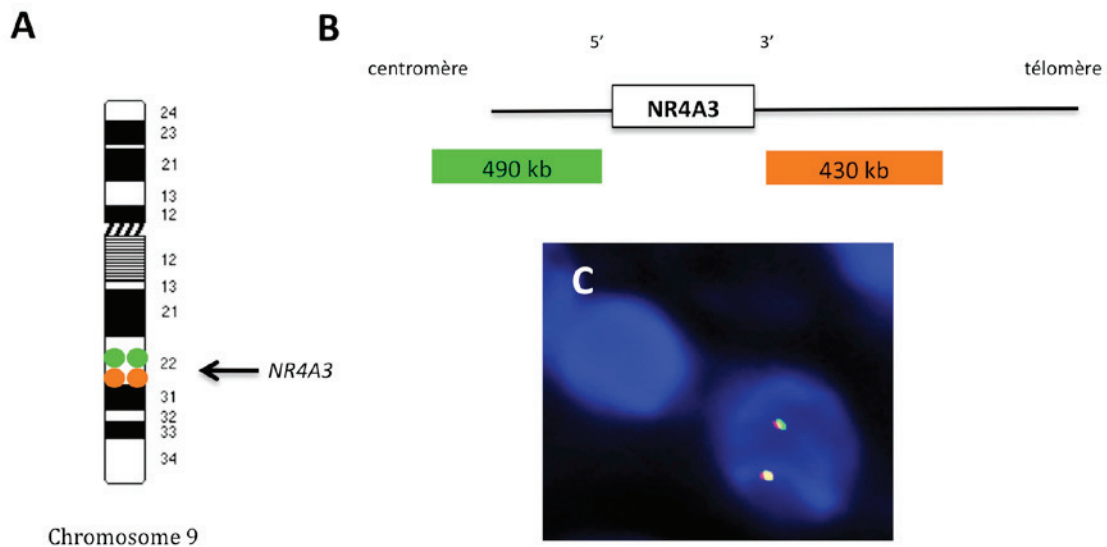 A
24
23
21
13
12
12
13
21
22
31
32
33
34
NR4A3
Chromosome 9
B
5’ 3’
centromère télomère
NR4A3
490 kb 430 kb
C